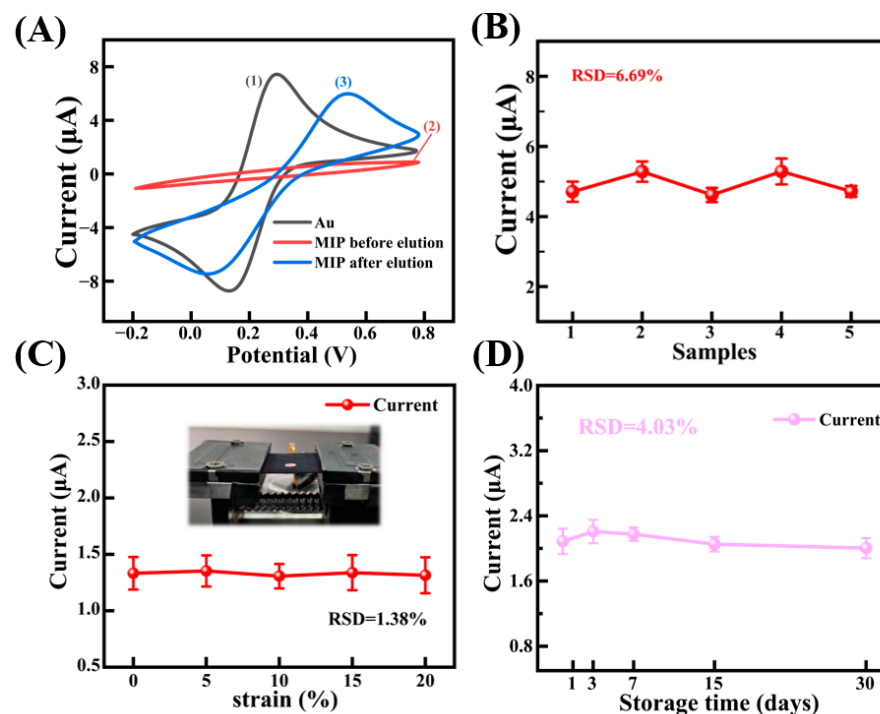 (A)
8
4
0
−4
−8
Current (μA)
(1)
(3)
(2)
Au
MIP before elution
MIP after elution
−0.2 0.0 0.2 0.4 0.6 0.8
Potential (V)
(B)
8
6
4
2
Current (μA)
RSD=6.69%
1 2 3 4 5
Samples
(C)
3.0
2.5
2.0
1.5
1.0
0.5
Current (μA)
Current
RSD=1.38%
0 5 10 15 20
strain (%)
(D)
4.0
3.2
2.4
1.6
0.8
Current (μA)
RSD=4.03%
Current
1 3 7 15 30
Storage time (days)